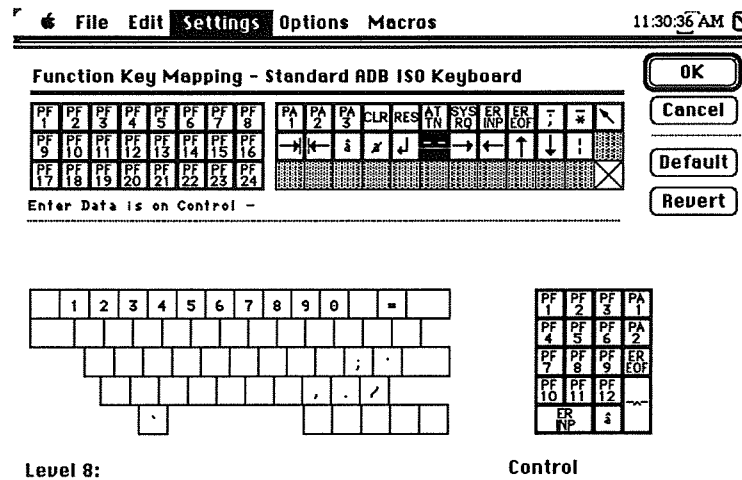 File Edit Settings Options Macros 11:30:36 AM
Function Key Mapping - Standard ADB ISO Keyboard
OK
PF 1 PF 2 PF 3 PF 4 PF 5 PF 6 PF 7 PF 8 PA 1 PA 2 PA 3 CLR RES AT TN SYS RQ ER INP ER EOF
Cancel
PF 9 PF 10 PF 11 PF 12 PF 13 PF 14 PF 15 PF 16 →| |← â ↵ → ← ↑ ↓ ¦
Default
PF 17 PF 18 PF 19 PF 20 PF 21 PF 22 PF 23 PF 24
Revert
Enter Data is on Control -
1 2 3 4 5 6 7 8 9 0 =
; '
, . /
`
PF 1 PF 2 PF 3 PA 1
PF 4 PF 5 PF 6 PA 2
PF 7 PF 8 PF 9 ER EOF
PF 10 PF 11 PF 12
ER INP â
Level 8:
Control